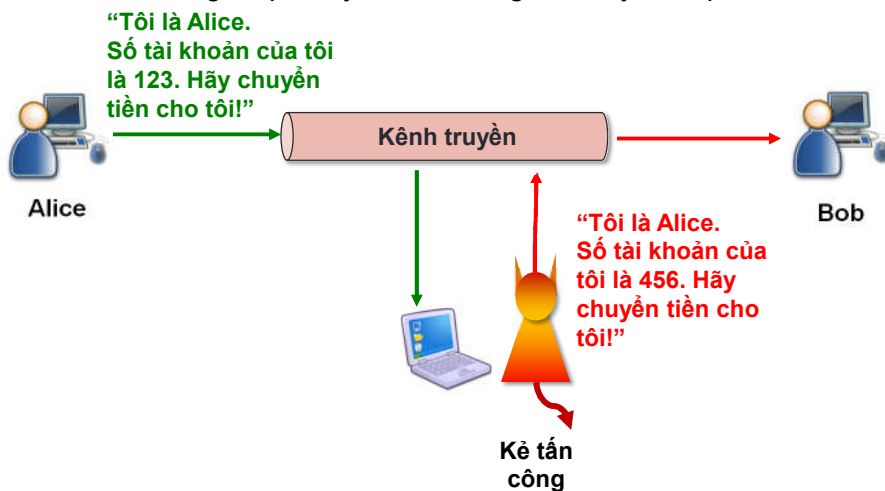 “Tôi là Alice.
Số tài khoản của tôi
là 123. Hãy chuyển
tiền cho tôi!”
Kênh truyền
Alice
Bob
“Tôi là Alice.
Số tài khoản của
tôi là 456. Hãy
chuyển tiền cho
tôi!”
Kẻ tấn
công